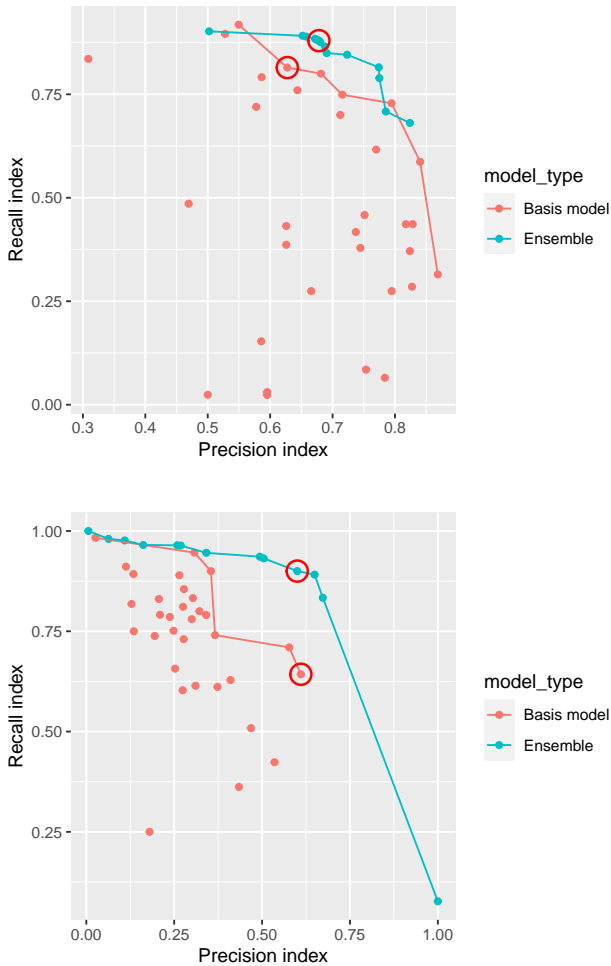 0.75
0.50
0.25
0.00
Recall index
0.3 0.4 0.5 0.6 0.7 0.8
Precision index
model_type
Basis model
Ensemble
1.00
0.75
0.50
0.25
Recall index
0.00 0.25 0.50 0.75 1.00
Precision index
model_type
Basis model
Ensemble